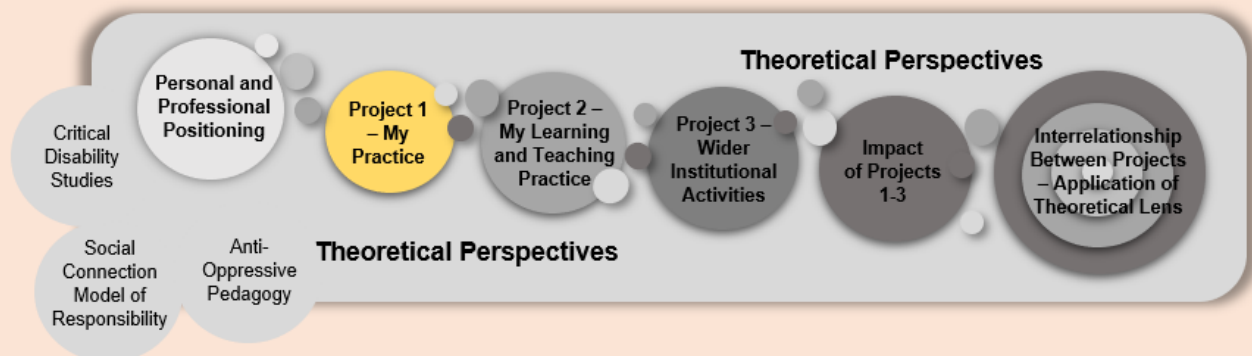 Theoretical Perspectives
Personal and
Professional
Positioning
Project 1
– My
Practice
Project 2 –
My Learning
and Teaching
Practice
Project 3 –
Wider
Institutional
Activities
Impact
of Projects
1-3
Interrelationship
Between Projects
– Application of
Theoretical Lens
Critical
Disability
Studies
Social
Connection
Model of
Responsibility
Anti-
Oppressive
Pedagogy
Theoretical Perspectives